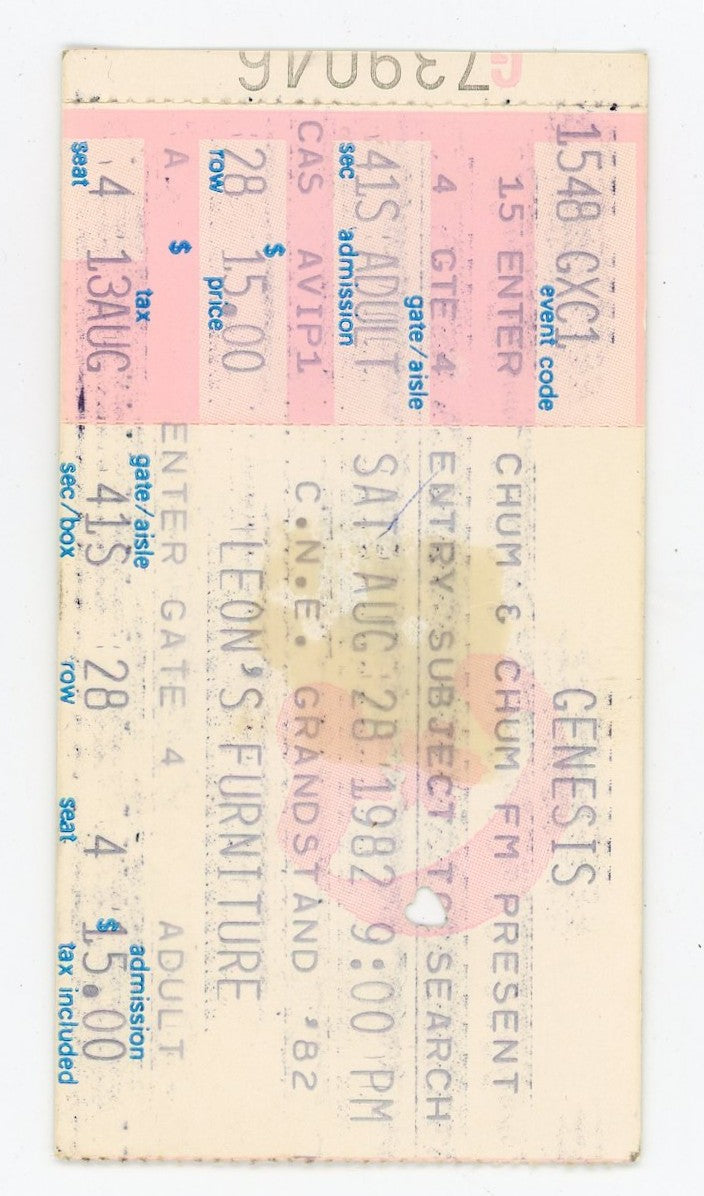 739046
G
1548 GXC1
event code
15 ENTER
4 GTE 4
gate/aisle
41S ADULT
sec admission
CAS AVIP1
28 $ 15.00
row price
A $
4 13AUG
seat tax
GENESIS
CHUM & CHUM FM PRESENT
ENTRY SUBJECT TO SEARCH
SAT AUG 28 1982 9:00 PM
C.N.E. GRANDSTAND '82
LEON'S FURNITURE
ENTER GATE 4 ADULT
gate/aisle admission
41S 28 4 $15.00
sec/box row seat tax included